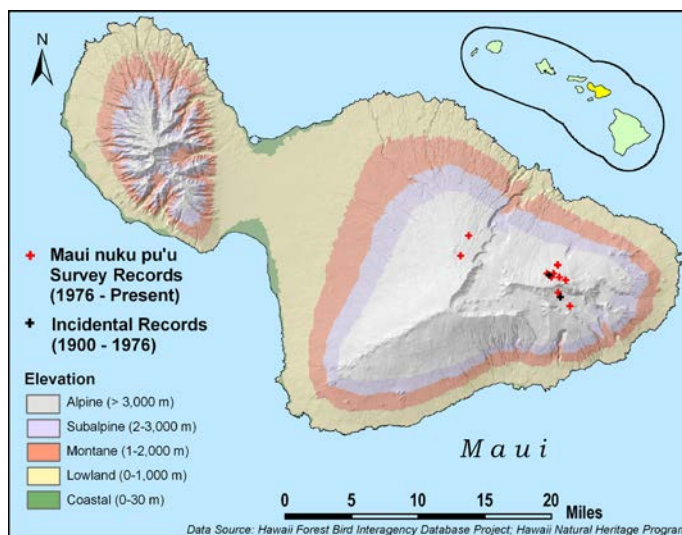 N
Maui nuku pu'u
Survey Records
(1976 - Present)
Incidental Records
(1900 - 1976)
Elevation
Alpine (> 3,000 m)
Subalpine (2-3,000 m)
Montane (1-2,000 m)
Lowland (0-1,000 m)
Coastal (0-30 m)
Maui
0 5 10 15 20
Miles
Data Source: Hawaii Forest Bird Interagency Database Project; Hawaii Natural Heritage Program